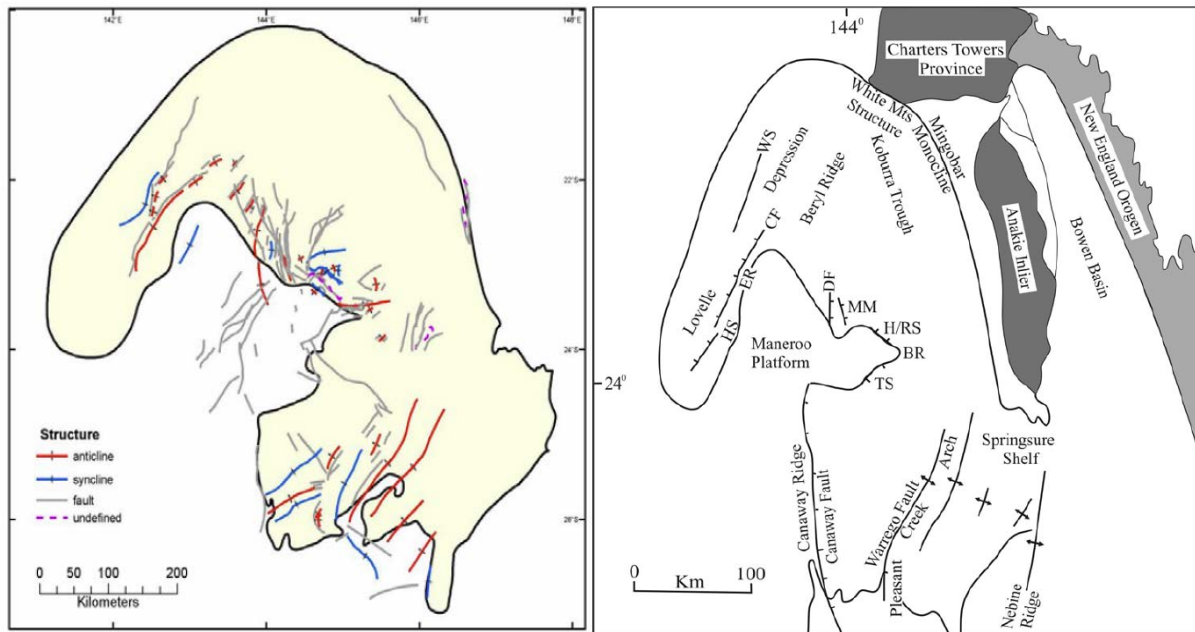 142°E
144°E
146°E
148°E
22°S
24°S
26°S
Structure
anticline
syncline
fault
undefined
0 50 100 200
Kilometers
144⁰
Charters Towers
Province
White Mts
Structure
Mingobar
Monocline
New England Orogen
WS
Depression
Beryl Ridge
Koburra Trough
CF
ER
Lovelle
HS
Anakie Inlier
Bowen Basin
DF
MM
H/RS
BR
TS
Maneroo
Platform
24⁰
Canaway Ridge
Canaway Fault
Warrego Fault
Creek
Arch
Pleasant
Springsure
Shelf
Nebine
Ridge
0 Km 100